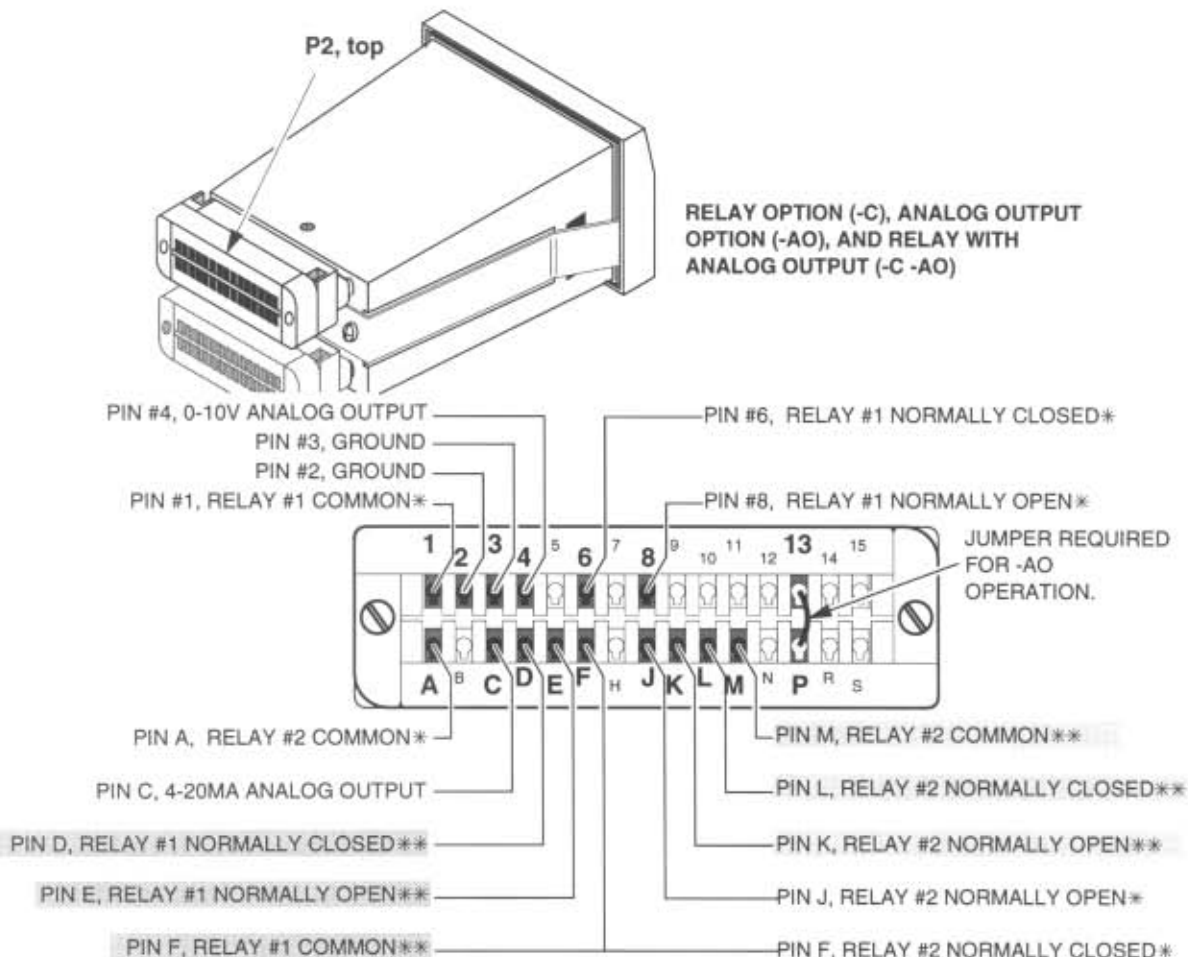 P2, top
RELAY OPTION (-C), ANALOG OUTPUT
OPTION (-AO), AND RELAY WITH
ANALOG OUTPUT (-C -AO)
PIN #4, 0-10V ANALOG OUTPUT
PIN #3, GROUND
PIN #2, GROUND
PIN #1, RELAY #1 COMMON*
PIN #6, RELAY #1 NORMALLY CLOSED*
PIN #8, RELAY #1 NORMALLY OPEN*
JUMPER REQUIRED
FOR -AO
OPERATION.
1 2 3 4 5 6 7 8 9 10 11 12 13 14 15
A B C D E F H J K L M N P R S
PIN A, RELAY #2 COMMON*
PIN C, 4-20MA ANALOG OUTPUT
PIN D, RELAY #1 NORMALLY CLOSED**
PIN E, RELAY #1 NORMALLY OPEN**
PIN F, RELAY #1 COMMON**
PIN M, RELAY #2 COMMON**
PIN L, RELAY #2 NORMALLY CLOSED**
PIN K, RELAY #2 NORMALLY OPEN**
PIN J, RELAY #2 NORMALLY OPEN*
PIN F, RELAY #2 NORMALLY CLOSED*